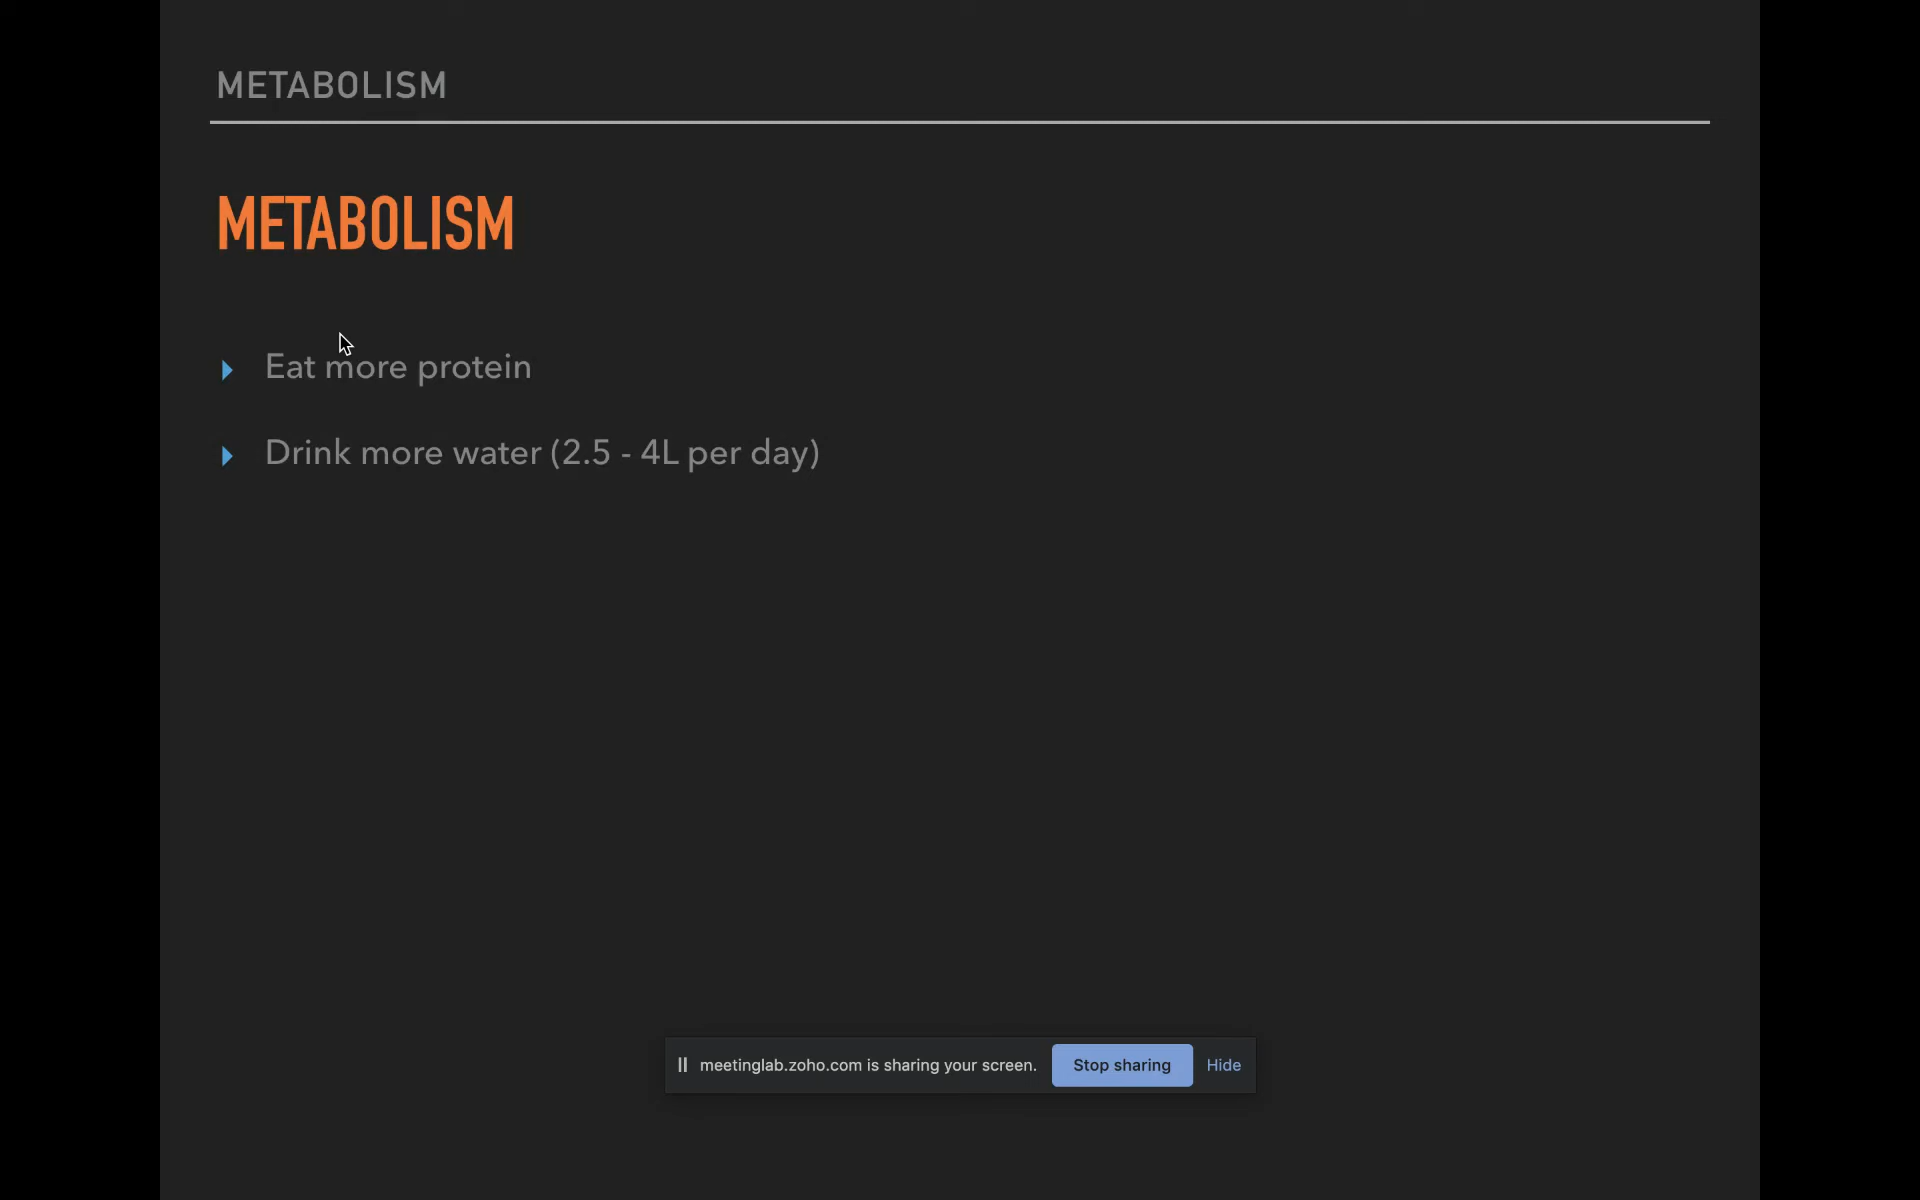 METABOLISM
METABOLISM
Eat more protein
Drink more water (2.5 - 4L per day)
meetinglab.zoho.com is sharing your screen. Stop sharing Hide